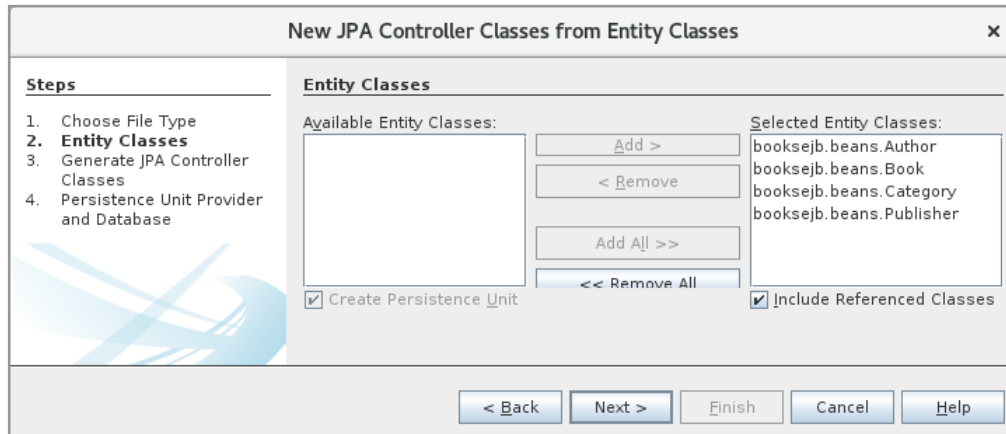 New JPA Controller Classes from Entity Classes
×
Steps
1. Choose File Type
2. Entity Classes
3. Generate JPA Controller
Classes
4. Persistence Unit Provider
and Database
Entity Classes
Available Entity Classes:
Add >
< Remove
Add All >>
<< Remove All
Selected Entity Classes:
booksejb.beans.Author
booksejb.beans.Book
booksejb.beans.Category
booksejb.beans.Publisher
Create Persistence Unit
Include Referenced Classes
< Back
Next >
Finish
Cancel
Help